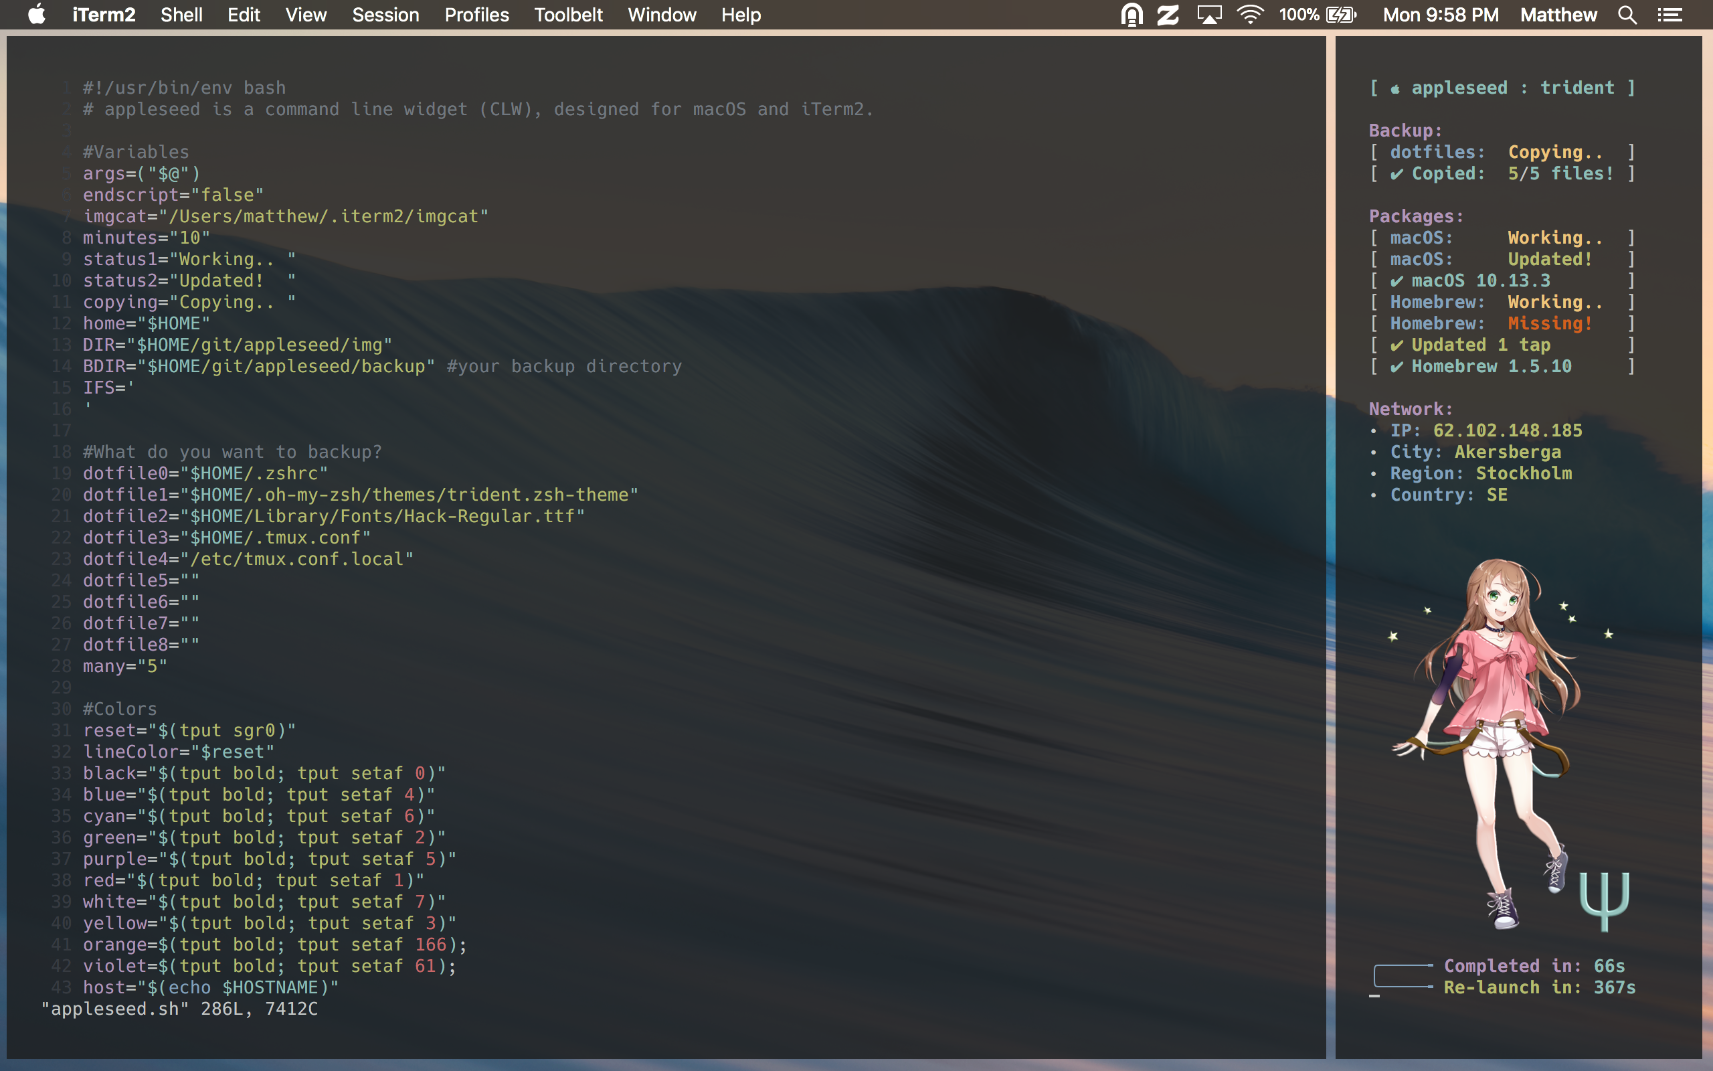 iTerm2 Shell Edit View Session Profiles Toolbelt Window Help 100% Mon 9:58 PM Matthew
1 #!/usr/bin/env bash
2 # appleseed is a command line widget (CLW), designed for macOS and iTerm2.
3
4 #Variables
5 args=("$@")
6 endscript="false"
7 imgcat="/Users/matthew/.iterm2/imgcat"
8 minutes="10"
9 status1="Working.. "
10 status2="Updated!  "
11 copying="Copying.. "
12 home="$HOME"
13 DIR="$HOME/git/appleseed/img"
14 BDIR="$HOME/git/appleseed/backup" #your backup directory
15 IFS='
16 '
17
18 #What do you want to backup?
19 dotfile0="$HOME/.zshrc"
20 dotfile1="$HOME/.oh-my-zsh/themes/trident.zsh-theme"
21 dotfile2="$HOME/Library/Fonts/Hack-Regular.ttf"
22 dotfile3="$HOME/.tmux.conf"
23 dotfile4="/etc/tmux.conf.local"
24 dotfile5=""
25 dotfile6=""
26 dotfile7=""
27 dotfile8=""
28 many="5"
29
30 #Colors
31 reset="$(tput sgr0)"
32 lineColor="$reset"
33 black="$(tput bold; tput setaf 0)"
34 blue="$(tput bold; tput setaf 4)"
35 cyan="$(tput bold; tput setaf 6)"
36 green="$(tput bold; tput setaf 2)"
37 purple="$(tput bold; tput setaf 5)"
38 red="$(tput bold; tput setaf 1)"
39 white="$(tput bold; tput setaf 7)"
40 yellow="$(tput bold; tput setaf 3)"
41 orange=$(tput bold; tput setaf 166);
42 violet=$(tput bold; tput setaf 61);
43 host="$(echo $HOSTNAME)"
"appleseed.sh" 286L, 7412C
[  appleseed : trident ]
Backup:
[ dotfiles:  Copying..  ]
[ ✔ Copied:  5/5 files! ]
Packages:
[ macOS:     Working..  ]
[ macOS:     Updated!   ]
[ ✔ macOS 10.13.3       ]
[ Homebrew:  Working..  ]
[ Homebrew:  Missing!   ]
[ ✔ Updated 1 tap       ]
[ ✔ Homebrew 1.5.10     ]
Network:
• IP: 62.102.148.185
• City: Akersberga
• Region: Stockholm
• Country: SE
Completed in: 66s
Re-launch in: 367s